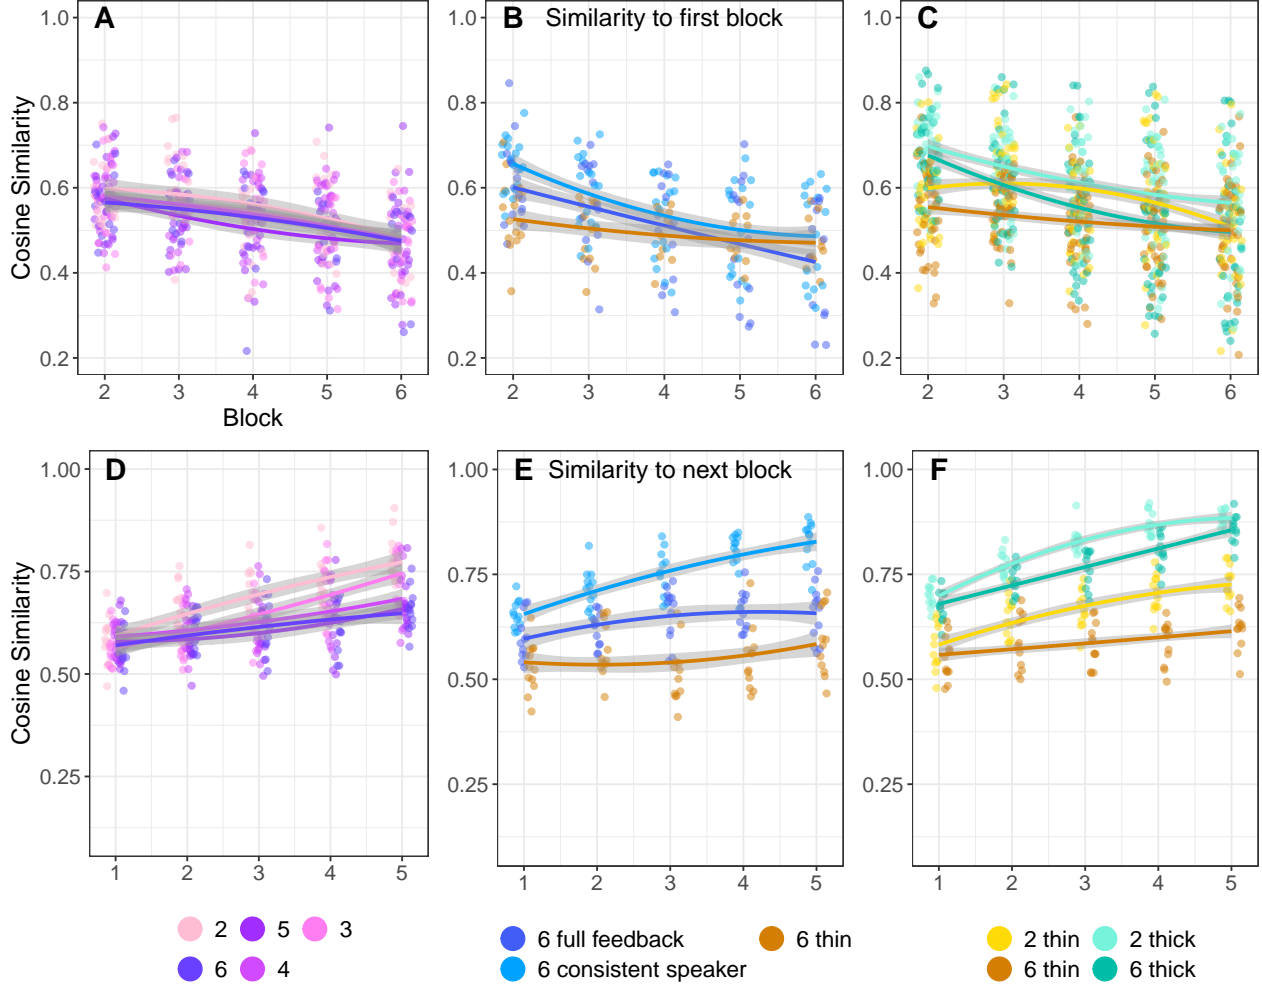 A
B Similarity to first block
C
Cosine Similarity
1.0
0.8
0.6
0.4
0.2
2 3 4 5 6
Block
1.0
0.8
0.6
0.4
0.2
2 3 4 5 6
1.0
0.8
0.6
0.4
0.2
2 3 4 5 6
D
E Similarity to next block
F
Cosine Similarity
1.00
0.75
0.50
0.25
1 2 3 4 5
1.00
0.75
0.50
0.25
1 2 3 4 5
1.00
0.75
0.50
0.25
1 2 3 4 5
2 5 3
6 4
6 full feedback 6 thin
6 consistent speaker
2 thin 2 thick
6 thin 6 thick